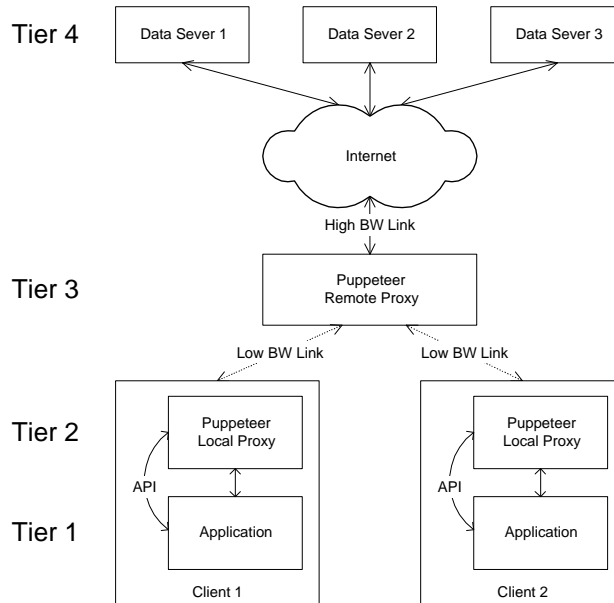 Tier 4
Data Sever 1
Data Sever 2
Data Sever 3
Internet
High BW Link
Tier 3
Puppeteer
Remote Proxy
Low BW Link
Low BW Link
Tier 2
Puppeteer
Local Proxy
Puppeteer
Local Proxy
API
API
Tier 1
Application
Application
Client 1
Client 2